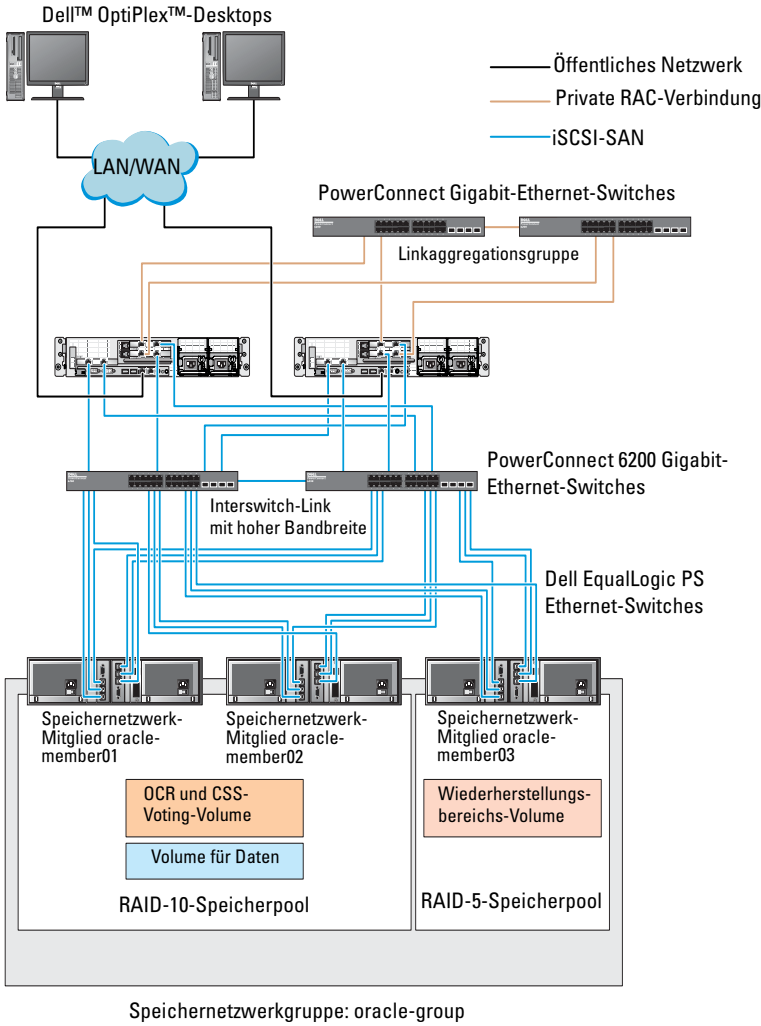 Dell™ OptiPlex™-Desktops
Öffentliches Netzwerk
Private RAC-Verbindung
iSCSI-SAN
LAN/WAN
PowerConnect Gigabit-Ethernet-Switches
Linkaggregationsgruppe
PowerConnect 6200 Gigabit-
Ethernet-Switches
Interswitch-Link
mit hoher Bandbreite
Dell EqualLogic PS
Ethernet-Switches
Speichernetzwerk-
Mitglied oracle-
member01
Speichernetzwerk-
Mitglied oracle-
member02
Speichernetzwerk-
Mitglied oracle-
member03
OCR und CSS-
Voting-Volume
Wiederherstellungs-
bereichs-Volume
Volume für Daten
RAID-10-Speicherpool
RAID-5-Speicherpool
Speichernetzwerkgruppe: oracle-group